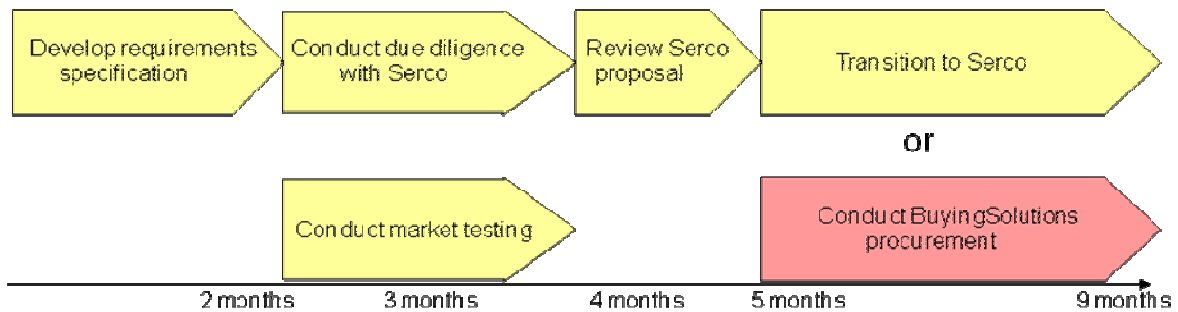 Develop requirements
specification
Conduct due diligence
with Serco
Review Serco
proposal
Transition to Serco
or
Conduct market testing
Conduct BuyingSolutions
procurement
2 months
3 months
4 months
5 months
9 months